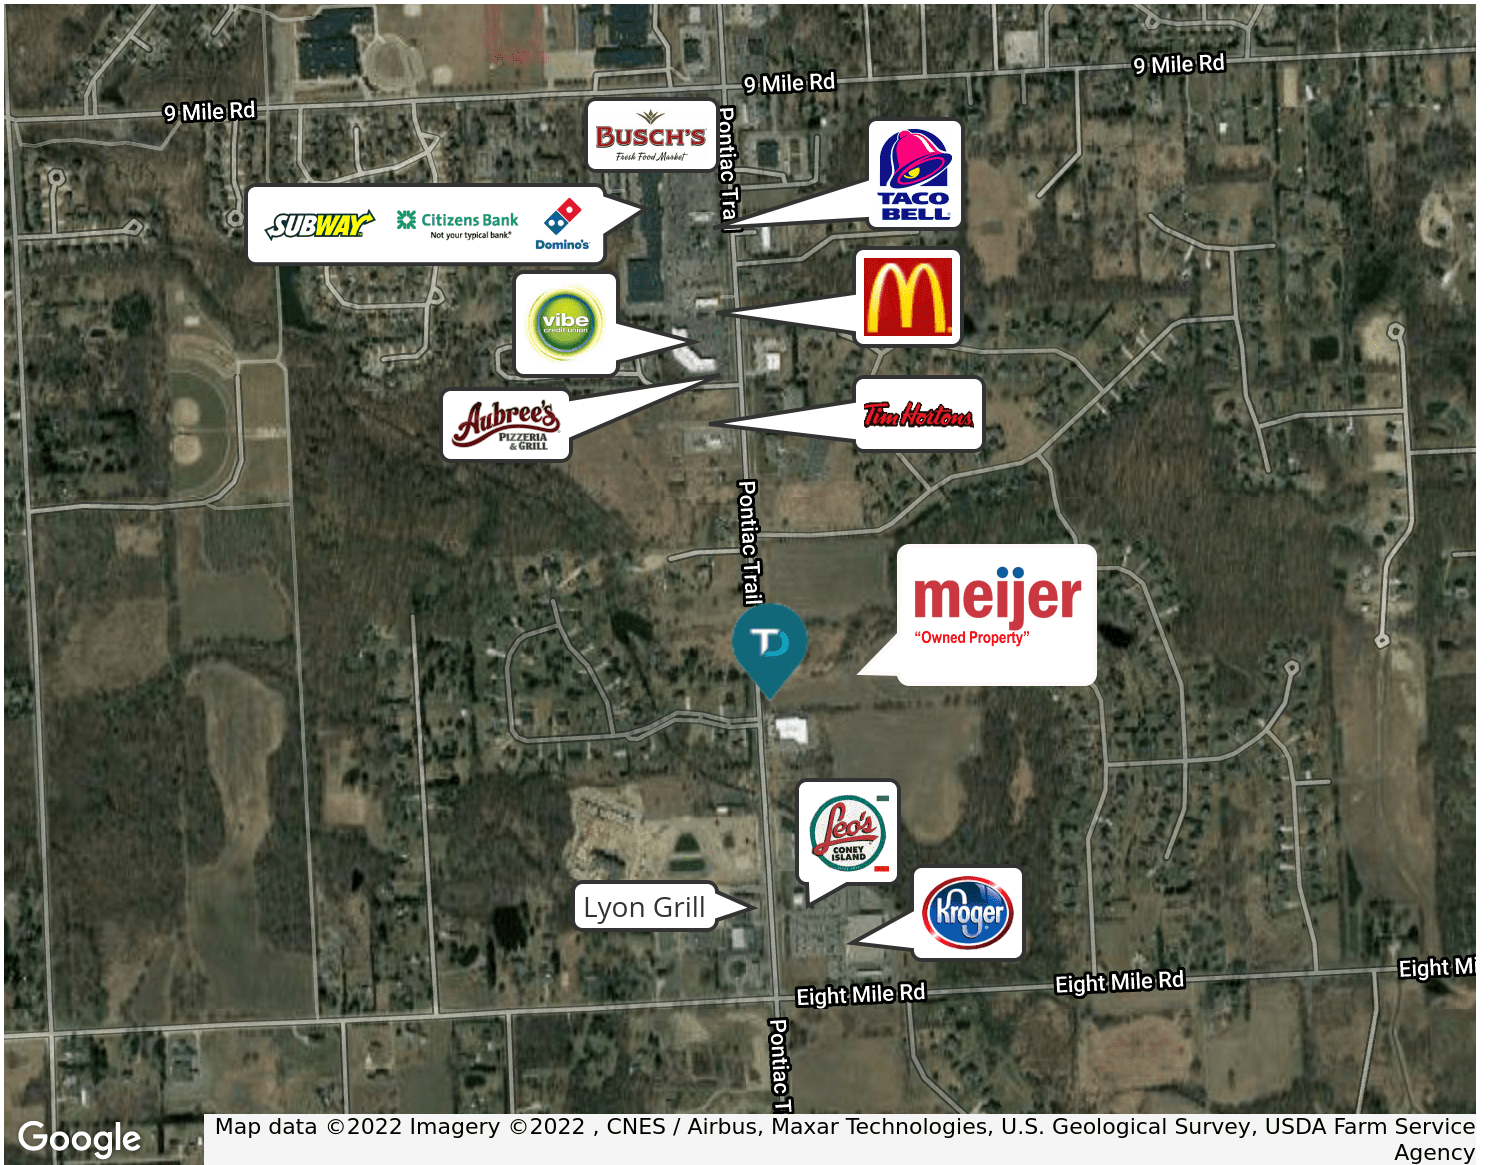 9 Mile Rd
9 Mile Rd
9 Mile Rd
BUSCH'S
Fresh Food Market
Pontiac Trail
TACO
BELL
SUBWAY
Citizens Bank
Not your typical bank.®
Domino's
vibe
credit union
Aubree's
PIZZERIA
& GRILL
Tim Hortons
Pontiac Trail
meijer
“Owned Property”
TD
Leo's
CONEY
ISLAND
Lyon Grill
Kroger
Eight Mile Rd
Eight Mile Rd
Eight Mi
Pontiac T
Google
Map data ©2022 Imagery ©2022 , CNES / Airbus, Maxar Technologies, U.S. Geological Survey, USDA Farm Service
Agency